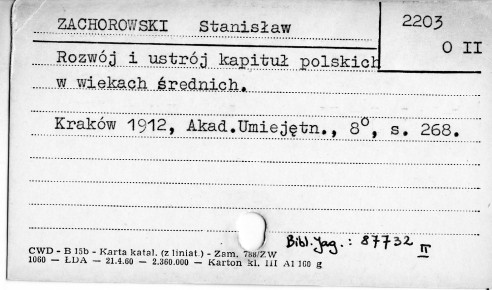 ZACHOROWSKI Stanisław
2203
O II
Rozwój i ustrój kapituł polskich
w wiekach średnich.
Kraków 1912, Akad.Umiejętn., 8°, s. 268.
Bibl. Jag. : 87732 II
CWD - B 15b - Karta katal. (z liniat.) - Zam. 788/ZW
1060 — ŁDA — 21.4.60 - 2.360.000 — Karton kl. III A1 160 g